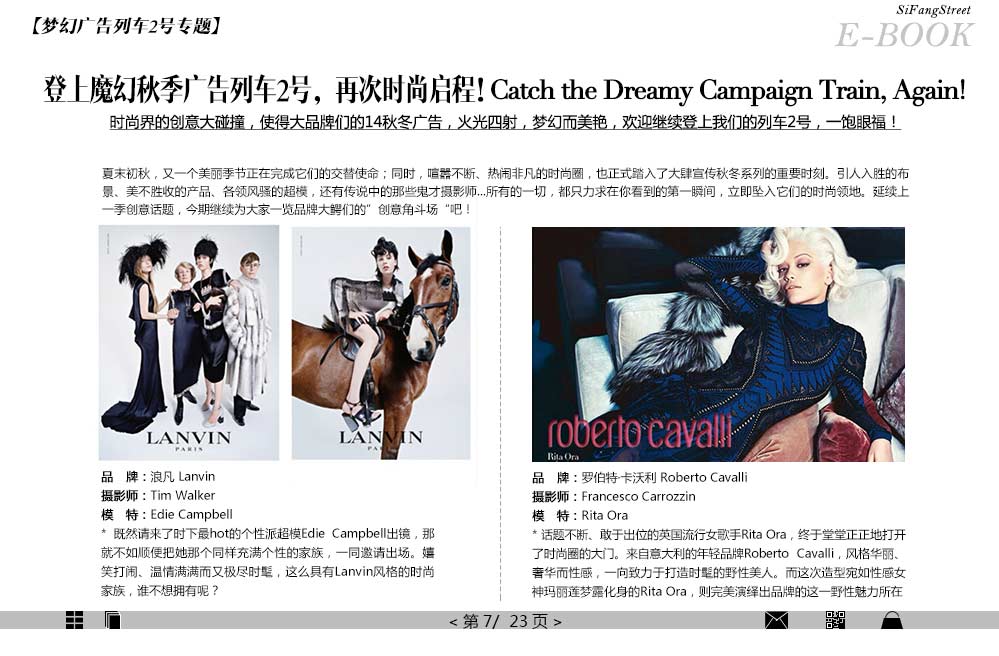 SiFangStreet
E-BOOK
【梦幻广告列车2号专题】
登上魔幻秋季广告列车2号，再次时尚启程! Catch the Dreamy Campaign Train, Again!
时尚界的创意大碰撞，使得大品牌们的14秋冬广告，火光四射，梦幻而美艳，欢迎继续登上我们的列车2号，一饱眼福！
夏末初秋，又一个美丽季节正在完成它们的交替使命；同时，喧嚣不断、热闹非凡的时尚圈，也正式踏入了大肆宣传秋冬系列的重要时刻。引人入胜的布
景、美不胜收的产品、各领风骚的超模，还有传说中的那些鬼才摄影师...所有的一切，都只力求在你看到的第一瞬间，立即坠入它们的时尚领地。延续上
一季创意话题，今期继续为大家一览品牌大鳄们的”创意角斗场“吧！
LANVIN
PARIS
LANVIN
PA
品 牌：浪凡 Lanvin
摄影师：Tim Walker
模 特：Edie Campbell
* 既然请来了时下最hot的个性派超模Edie Campbell出镜，那
就不如顺便把她那个同样充满个性的家族，一同邀请出场。嬉
笑打闹、温情满满而又极尽时髦，这么具有Lanvin风格的时尚
家族，谁不想拥有呢？
roberto cavalli
Rita Ora
品 牌：罗伯特·卡沃利 Roberto Cavalli
摄影师：Francesco Carrozzin
模 特：Rita Ora
* 话题不断、敢于出位的英国流行女歌手Rita Ora，终于堂堂正正地打开
了时尚圈的大门。来自意大利的年轻品牌Roberto Cavalli，风格华丽、
奢华而性感，一向致力于打造时髦的野性美人。而这次造型宛如性感女
神玛丽莲梦露化身的Rita Ora，则完美演绎出品牌的这一野性魅力所在
< 第 7/ 23 页 >